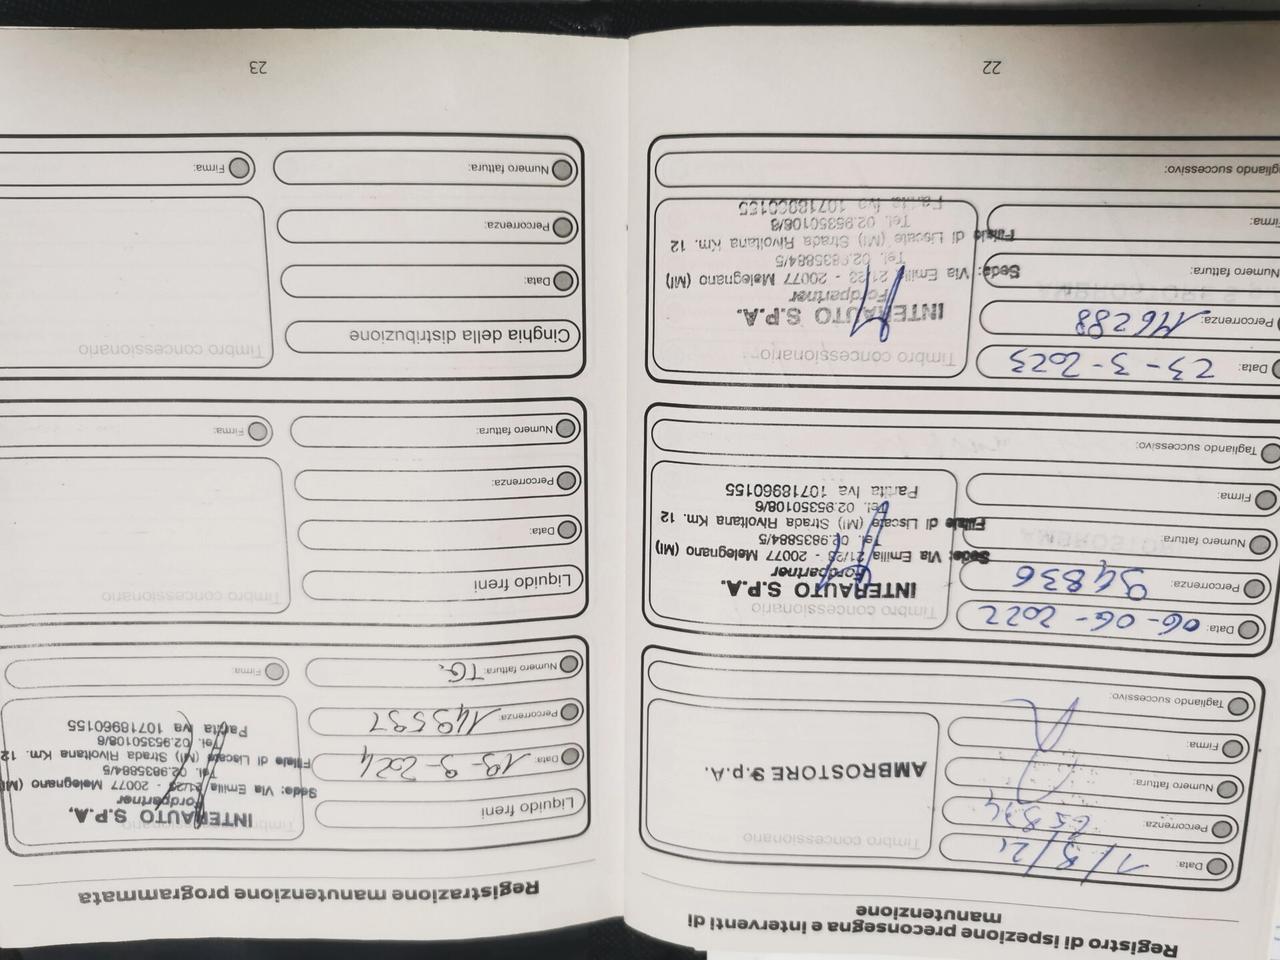 Registro di ispezione preconsegna e interventi di
manutenzione
Data: 1/9/21
Percorrenza:
Numero fattura:
Firma:
Tagliando successivo:
Timbro concessionario
AMBROSTORE S.p.A.
Data: 06-06-2022
Percorrenza: 94836
Numero fattura:
Firma:
Tagliando successivo:
Timbro concessionario
INTERAUTO S.P.A.
Fordpartner
Sede: Via Emilia 21/23 - 20077 Melegnano (MI)
Tel. 02.9835884/5
Filiale di Liscate (MI) Strada Rivoltana Km. 12
Tel. 02.95350108/6
Partita Iva 10718960155
Data: 23-3-2023
Percorrenza: 116288
Numero fattura:
Firma:
Tagliando successivo:
Timbro concessionario
INTERAUTO S.P.A.
Fordpartner
Sede: Via Emilia 21/23 - 20077 Melegnano (MI)
Tel. 02.9835884/5
Filiale di Liscate (MI) Strada Rivoltana Km. 12
Tel. 02.95350108/6
Partita Iva 10718960155
22
Registrazione manutenzione programmata
Liquido freni
Data: 19-3-2024
Percorrenza: 149597
Numero fattura: TG.
Timbro concessionario
INTERAUTO S.P.A.
Fordpartner
Sede: Via Emilia 21/23 - 20077 Melegnano (MI)
Tel. 02.9835884/5
Filiale di Liscate (MI) Strada Rivoltana Km. 12
Tel. 02.95350108/6
Partita Iva 10718960155
Firma:
Liquido freni
Data:
Percorrenza:
Numero fattura:
Timbro concessionario
Firma:
Cinghia della distribuzione
Data:
Percorrenza:
Numero fattura:
Timbro concessionario
Firma:
23